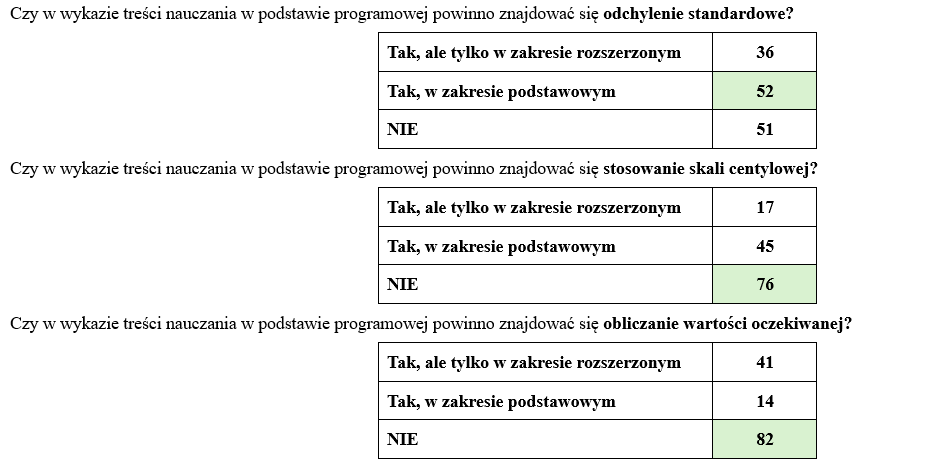 Czy w wykazie treści nauczania w podstawie programowej powinno znajdować się odchylenie standardowe?
Tak, ale tylko w zakresie rozszerzonym 36
Tak, w zakresie podstawowym 52
NIE 51
Czy w wykazie treści nauczania w podstawie programowej powinno znajdować się stosowanie skali centylowej?
Tak, ale tylko w zakresie rozszerzonym 17
Tak, w zakresie podstawowym 45
NIE 76
Czy w wykazie treści nauczania w podstawie programowej powinno znajdować się obliczanie wartości oczekiwanej?
Tak, ale tylko w zakresie rozszerzonym 41
Tak, w zakresie podstawowym 14
NIE 82